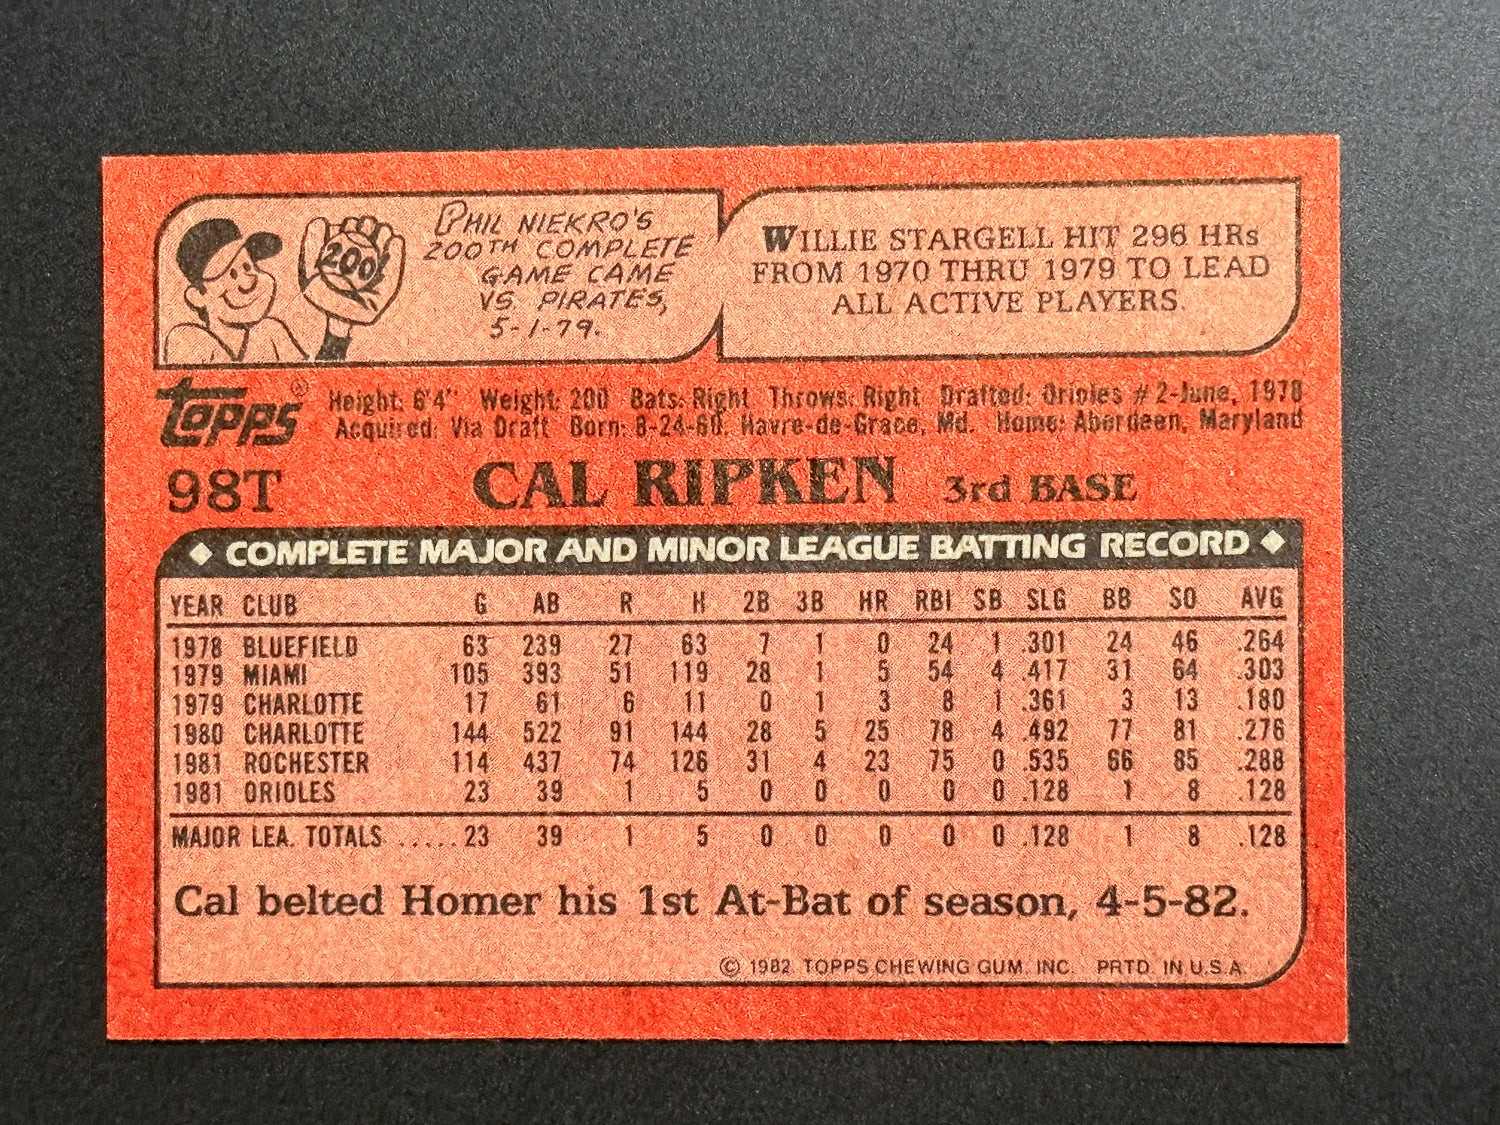 200!
PHIL NIEKRO'S
200TH COMPLETE
GAME CAME
VS. PIRATES,
5-1-79.
WILLIE STARGELL HIT 296 HRs
FROM 1970 THRU 1979 TO LEAD
ALL ACTIVE PLAYERS.
topps®
Height: 6'4" Weight: 200 Bats: Right Throws: Right Drafted: Orioles #2-June, 1978
Acquired: Via Draft Born: 8-24-60, Havre-de-Grace, Md. Home: Aberdeen, Maryland
98T CAL RIPKEN 3rd BASE
COMPLETE MAJOR AND MINOR LEAGUE BATTING RECORD
YEAR CLUB G AB R H 2B 3B HR RBI SB SLG BB SO AVG
1978 BLUEFIELD 63 239 27 63 7 1 0 24 1 .301 24 46 .264
1979 MIAMI 105 393 51 119 28 1 5 54 4 .417 31 64 .303
1979 CHARLOTTE 17 61 6 11 0 1 3 8 1 .361 3 13 .180
1980 CHARLOTTE 144 522 91 144 28 5 25 78 4 .492 77 81 .276
1981 ROCHESTER 114 437 74 126 31 4 23 75 0 .535 66 85 .288
1981 ORIOLES 23 39 1 5 0 0 0 0 0 .128 1 8 .128
MAJOR LEA. TOTALS .....23 39 1 5 0 0 0 0 0 .128 1 8 .128
Cal belted Homer his 1st At-Bat of season, 4-5-82.
© 1982 TOPPS CHEWING GUM, INC. PRTD. IN U.S.A.